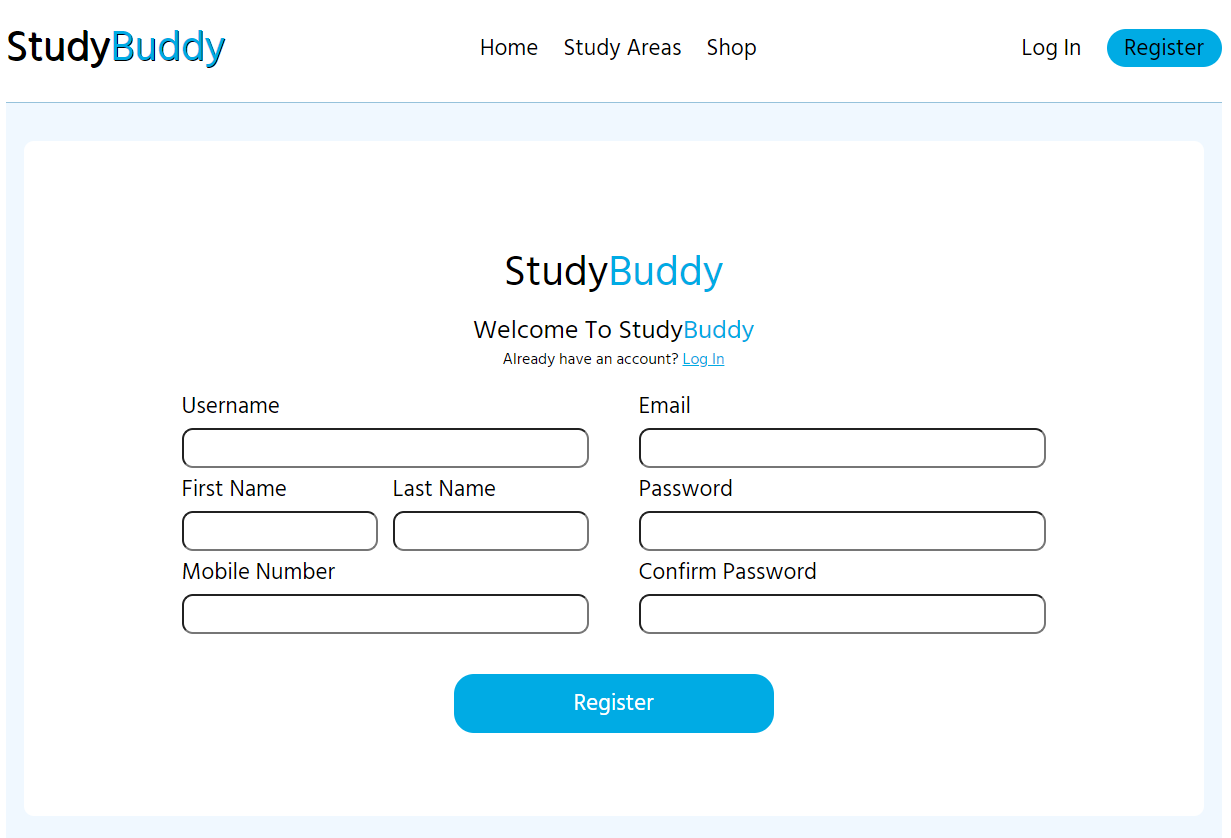 StudyBuddy Home Study Areas Shop Log In Register
StudyBuddy
Welcome To StudyBuddy
Already have an account? Log In
Username Email
First Name Last Name Password
Mobile Number Confirm Password
Register